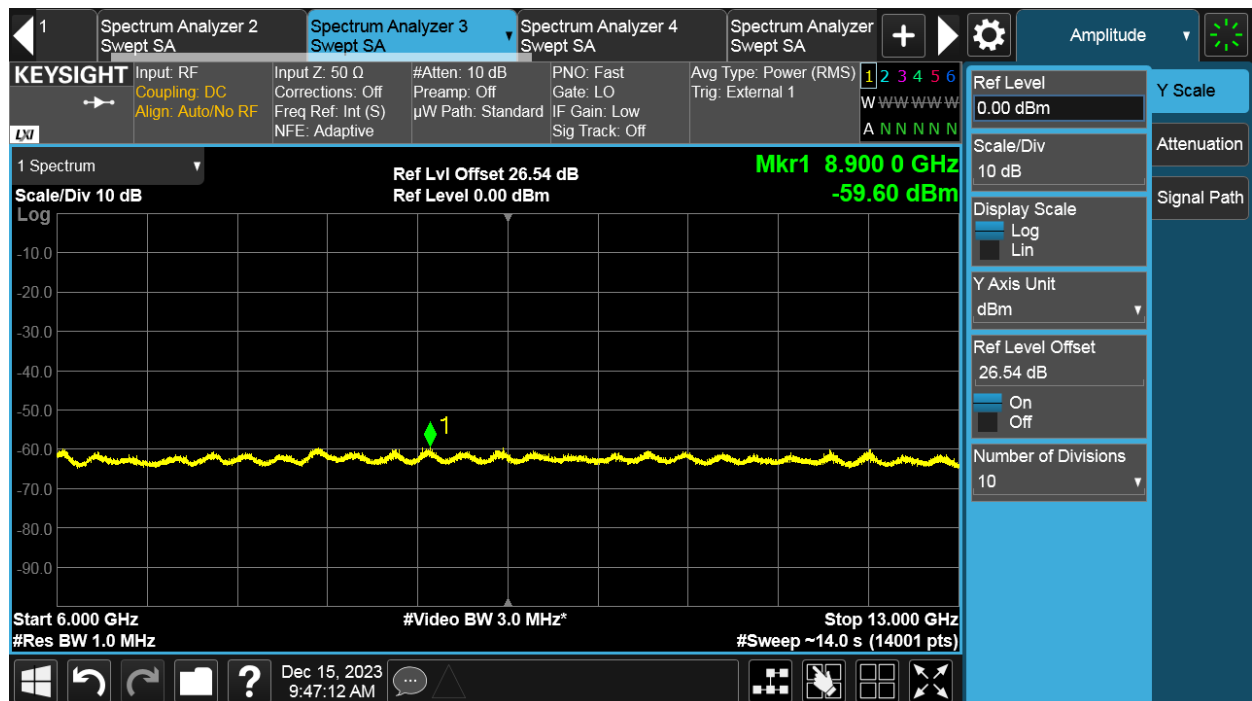 1
Spectrum Analyzer 2
Swept SA
Spectrum Analyzer 3
Swept SA
Spectrum Analyzer 4
Swept SA
Spectrum Analyzer
Swept SA
+
Amplitude
KEYSIGHT
LXI
Input: RF
Coupling: DC
Align: Auto/No RF
Input Z: 50 Ω
Corrections: Off
Freq Ref: Int (S)
NFE: Adaptive
#Atten: 10 dB
Preamp: Off
µW Path: Standard
PNO: Fast
Gate: LO
IF Gain: Low
Sig Track: Off
Avg Type: Power (RMS)
Trig: External 1
1 2 3 4 5 6
W W W W W W
A N N N N N
1 Spectrum
Scale/Div 10 dB
Ref Lvl Offset 26.54 dB
Ref Level 0.00 dBm
Mkr1 8.900 0 GHz
-59.60 dBm
Log
-10.0
-20.0
-30.0
-40.0
-50.0
-60.0
-70.0
-80.0
-90.0
1
Start 6.000 GHz
#Res BW 1.0 MHz
#Video BW 3.0 MHz*
Stop 13.000 GHz
#Sweep ~14.0 s (14001 pts)
?
Dec 15, 2023
9:47:12 AM
Ref Level
0.00 dBm
Scale/Div
10 dB
Display Scale
Log
Lin
Y Axis Unit
dBm
Ref Level Offset
26.54 dB
On
Off
Number of Divisions
10
Y Scale
Attenuation
Signal Path